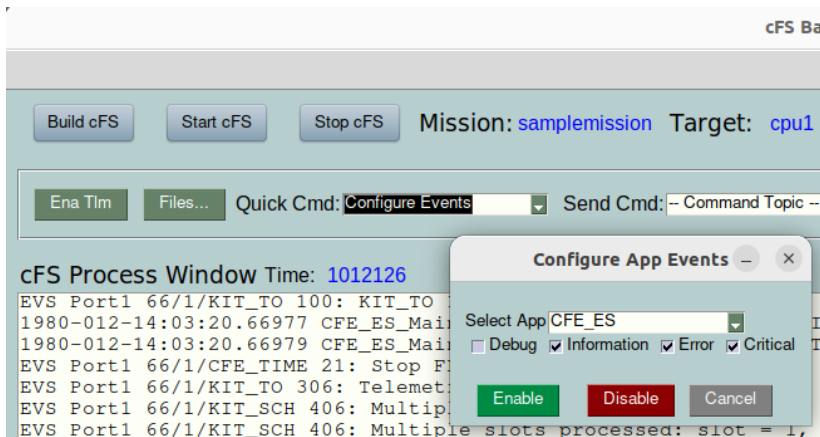 cFS Ba
Build cFS Start cFS Stop cFS Mission: samplemission Target: cpu1
Ena Tlm Files... Quick Cmd: Configure Events Send Cmd: -- Command Topic --
Configure App Events
cFS Process Window Time: 1012126
EVS Port1 66/1/KIT_TO 100: KIT_TO
Select App CFE_ES
1980-012-14:03:20.66977 CFE_ES_Mai
Debug Information Error Critical
1980-012-14:03:20.66979 CFE_ES_Mai
EVS Port1 66/1/CFE_TIME 21: Stop F
EVS Port1 66/1/KIT_TO 306: Telemet
Enable Disable Cancel
EVS Port1 66/1/KIT_SCH 406: Multip
EVS Port1 66/1/KIT_SCH 406: Multiple slots processed: slot = 1,